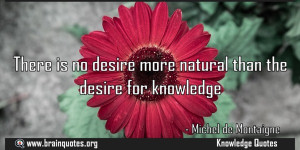 There is no desire more natural than the
desire for knowledge
- Michel de Montaigne
www.brainquotes.org
Knowledge Quotes